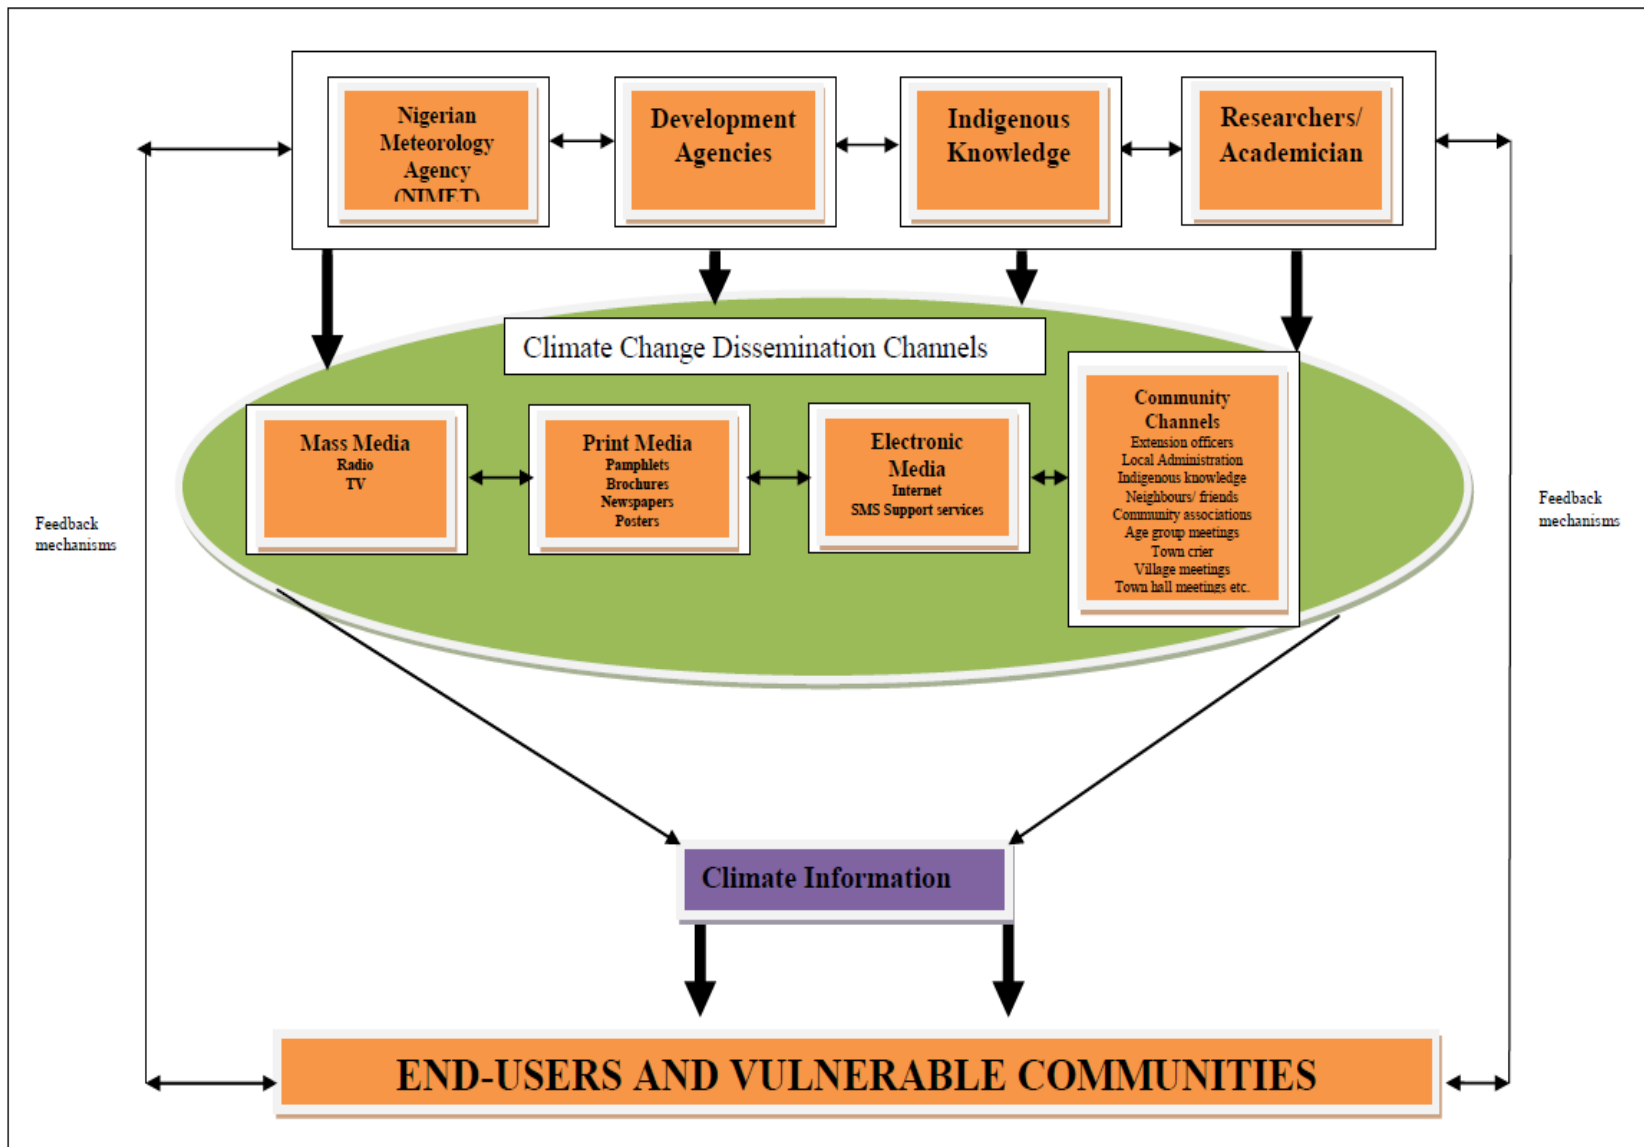 Nigerian
Meteorology
Agency
(NIMET)
Development
Agencies
Indigenous
Knowledge
Researchers/
Academician
Climate Change Dissemination Channels
Mass Media
Radio
TV
Print Media
Pamphlets
Brochures
Newspapers
Posters
Electronic
Media
Internet
SMS Support services
Community
Channels
Extension officers
Local Administration
Indigenous knowledge
Neighbours/ friends
Community associations
Age group meetings
Town crier
Village meetings
Town hall meetings etc.
Feedback
mechanisms
Feedback
mechanisms
Climate Information
END-USERS AND VULNERABLE COMMUNITIES